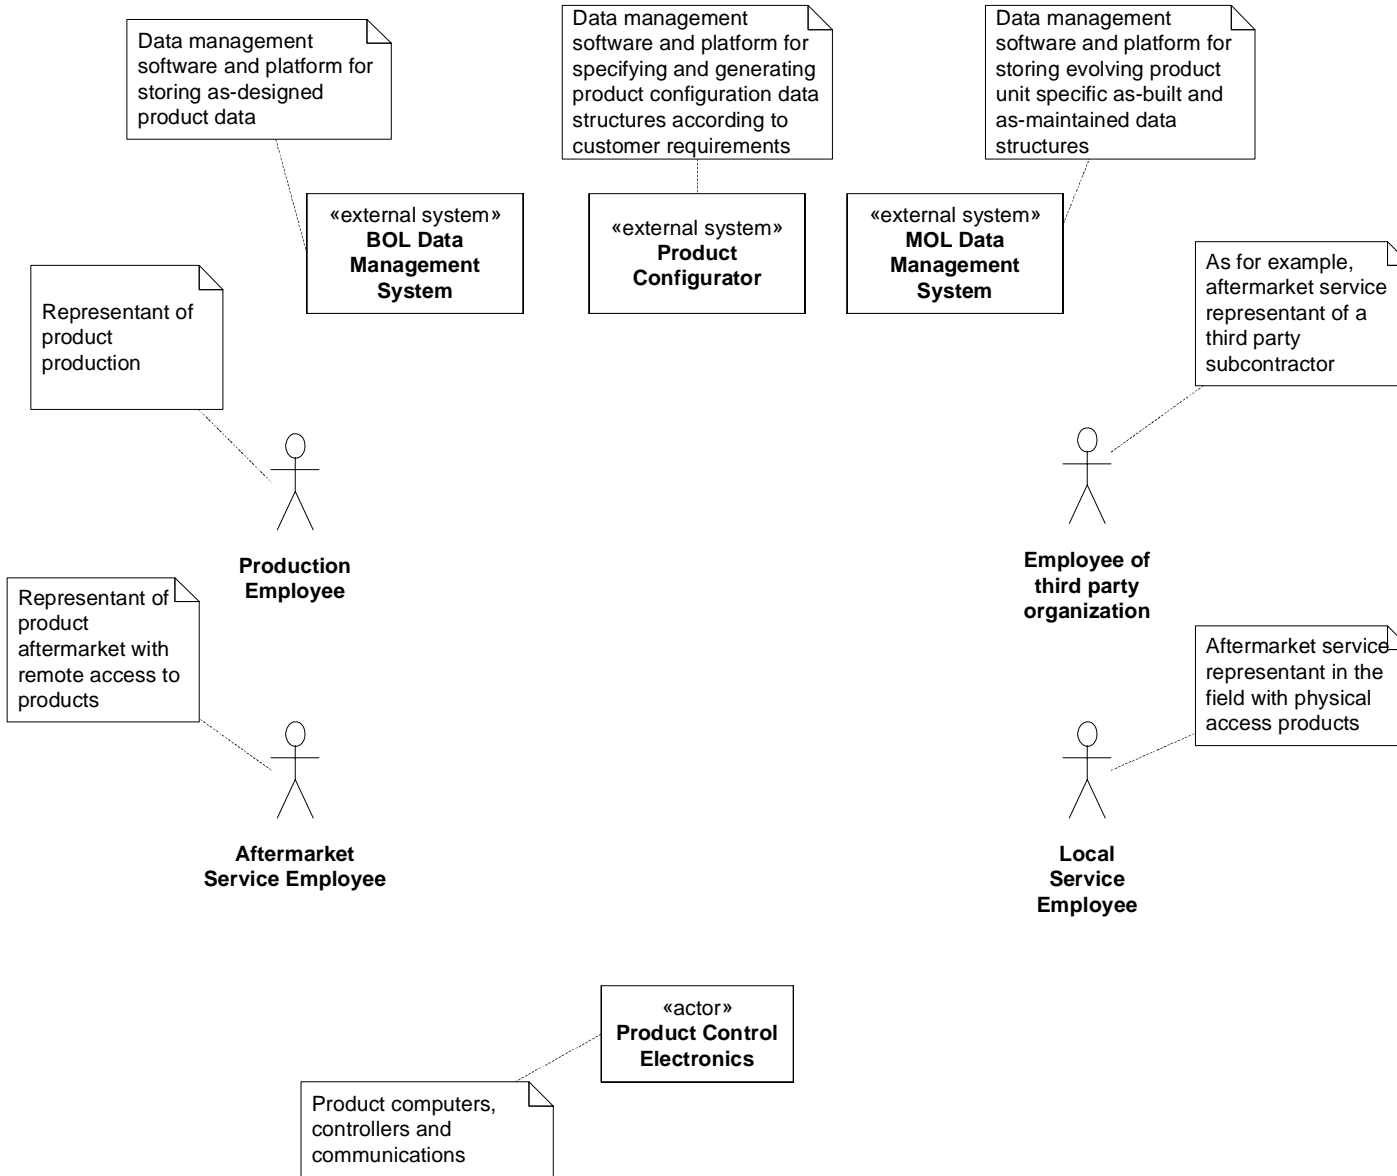 Data management
software and platform for
storing as-designed
product data
Data management
software and platform for
specifying and generating
product configuration data
structures according to
customer requirements
Data management
software and platform for
storing evolving product
unit specific as-built and
as-maintained data
structures
«external system»
BOL Data
Management
System
«external system»
Product
Configurator
«external system»
MOL Data
Management
System
Representant of
product
production
As for example,
aftermarket service
representant of a
third party
subcontractor
Production
Employee
Employee of
third party
organization
Representant of
product
aftermarket with
remote access to
products
Aftermarket service
representant in the
field with physical
access products
Aftermarket
Service Employee
Local
Service
Employee
«actor»
Product Control
Electronics
Product computers,
controllers and
communications